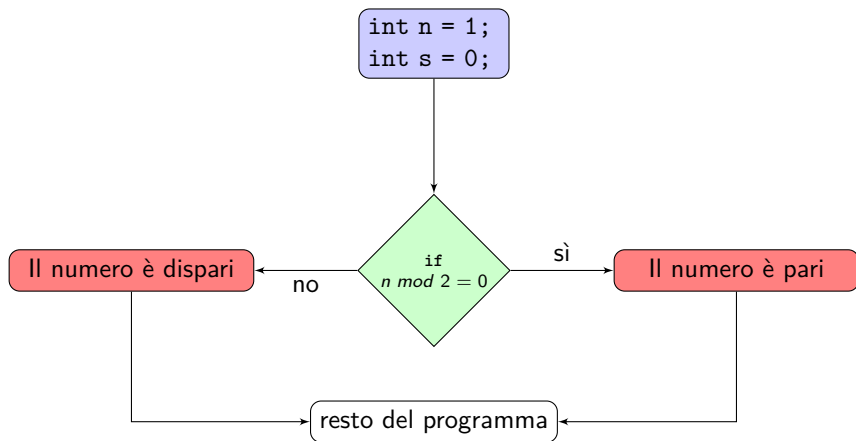 int n = 1;
int s = 0;
if
n mod 2 = 0
no
sì
Il numero è dispari
Il numero è pari
resto del programma